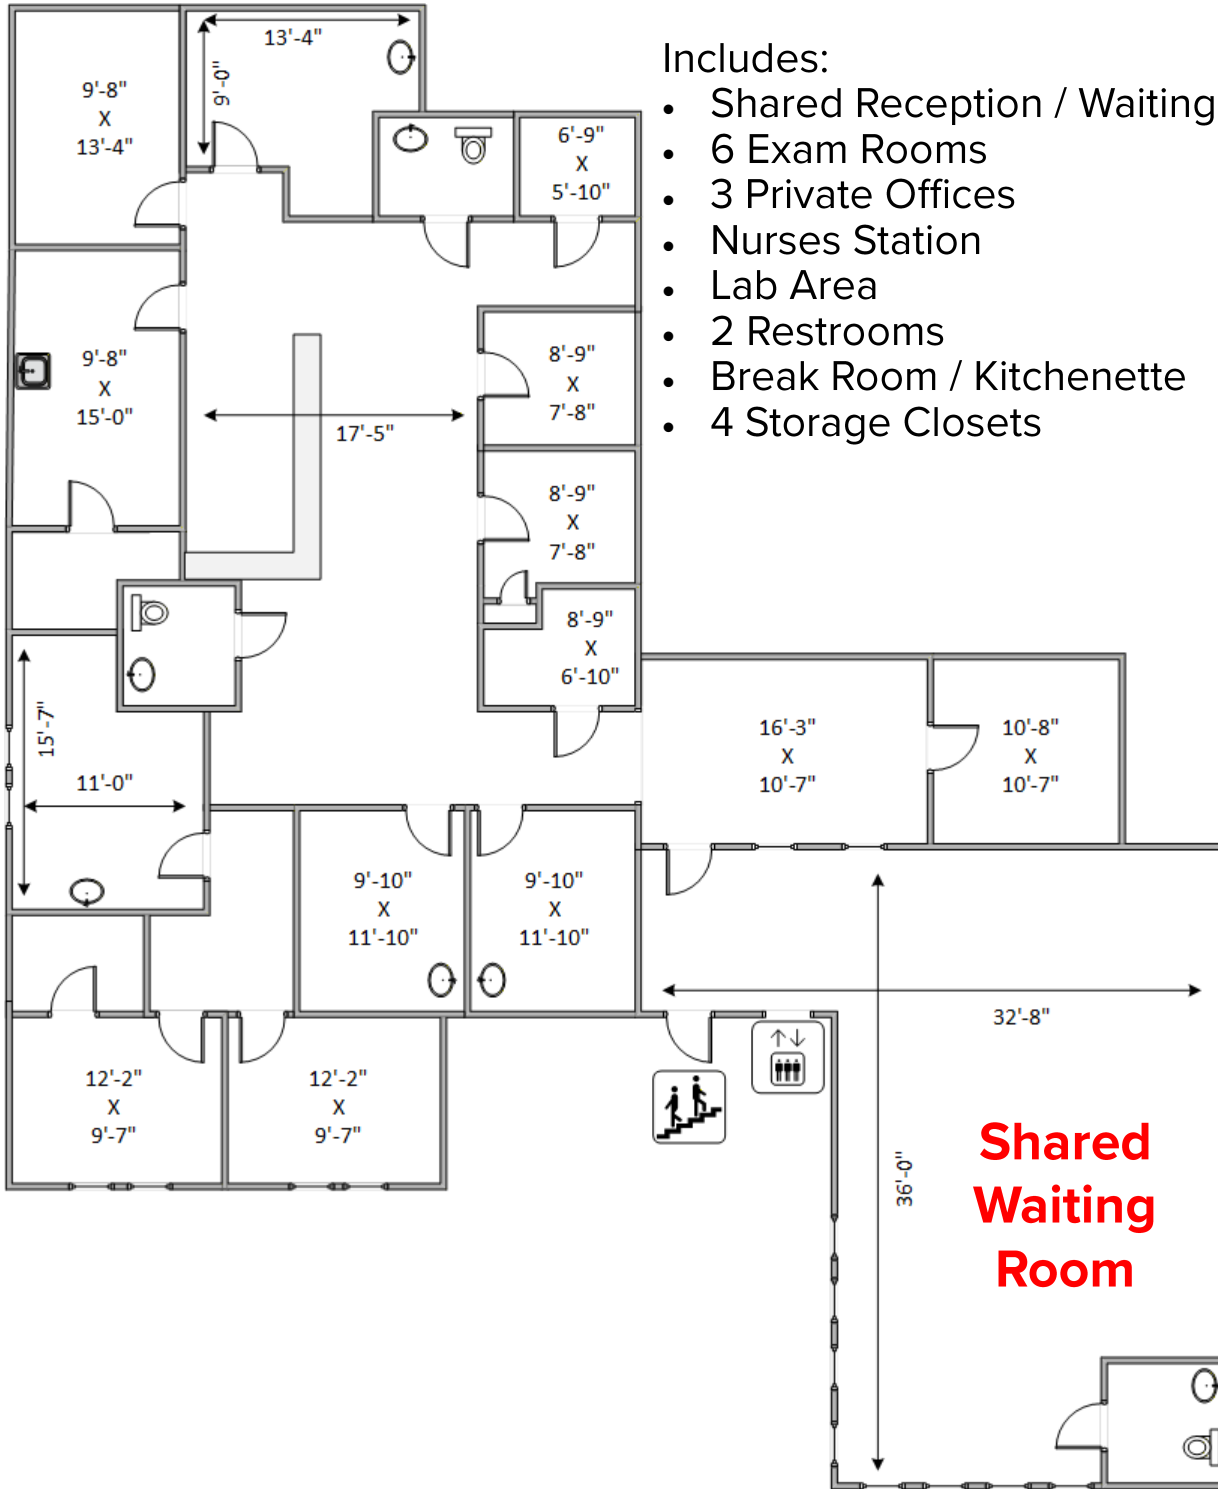 Includes:
• Shared Reception / Waiting
• 6 Exam Rooms
• 3 Private Offices
• Nurses Station
• Lab Area
• 2 Restrooms
• Break Room / Kitchenette
• 4 Storage Closets
13'-4"
9'-0"
9'-8"
X
13'-4"
6'-9"
X
5'-10"
9'-8"
X
15'-0"
17'-5"
8'-9"
X
7'-8"
8'-9"
X
7'-8"
8'-9"
X
6'-10"
15'-7"
11'-0"
16'-3"
X
10'-7"
10'-8"
X
10'-7"
9'-10"
X
11'-10"
9'-10"
X
11'-10"
32'-8"
12'-2"
X
9'-7"
12'-2"
X
9'-7"
36'-0"
Shared
Waiting
Room